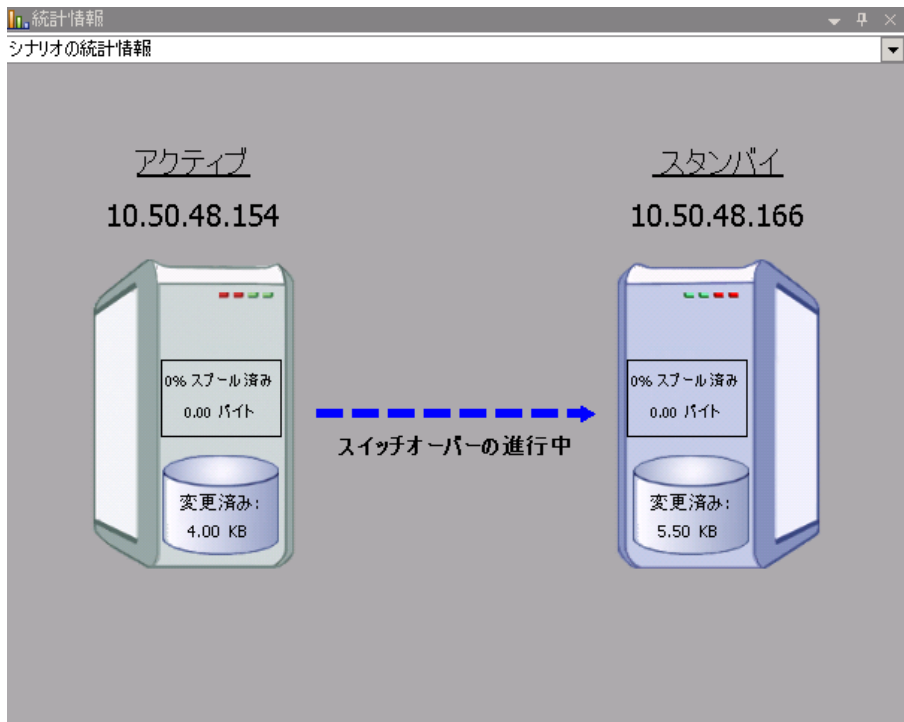 統計情報
シナリオの統計情報
アクティブ
スタンバイ
10.50.48.154
10.50.48.166
0% スプール済み
0.00 バイト
0% スプール済み
0.00 バイト
スイッチオーバーの進行中
変更済み:
4.00 KB
変更済み:
5.50 KB